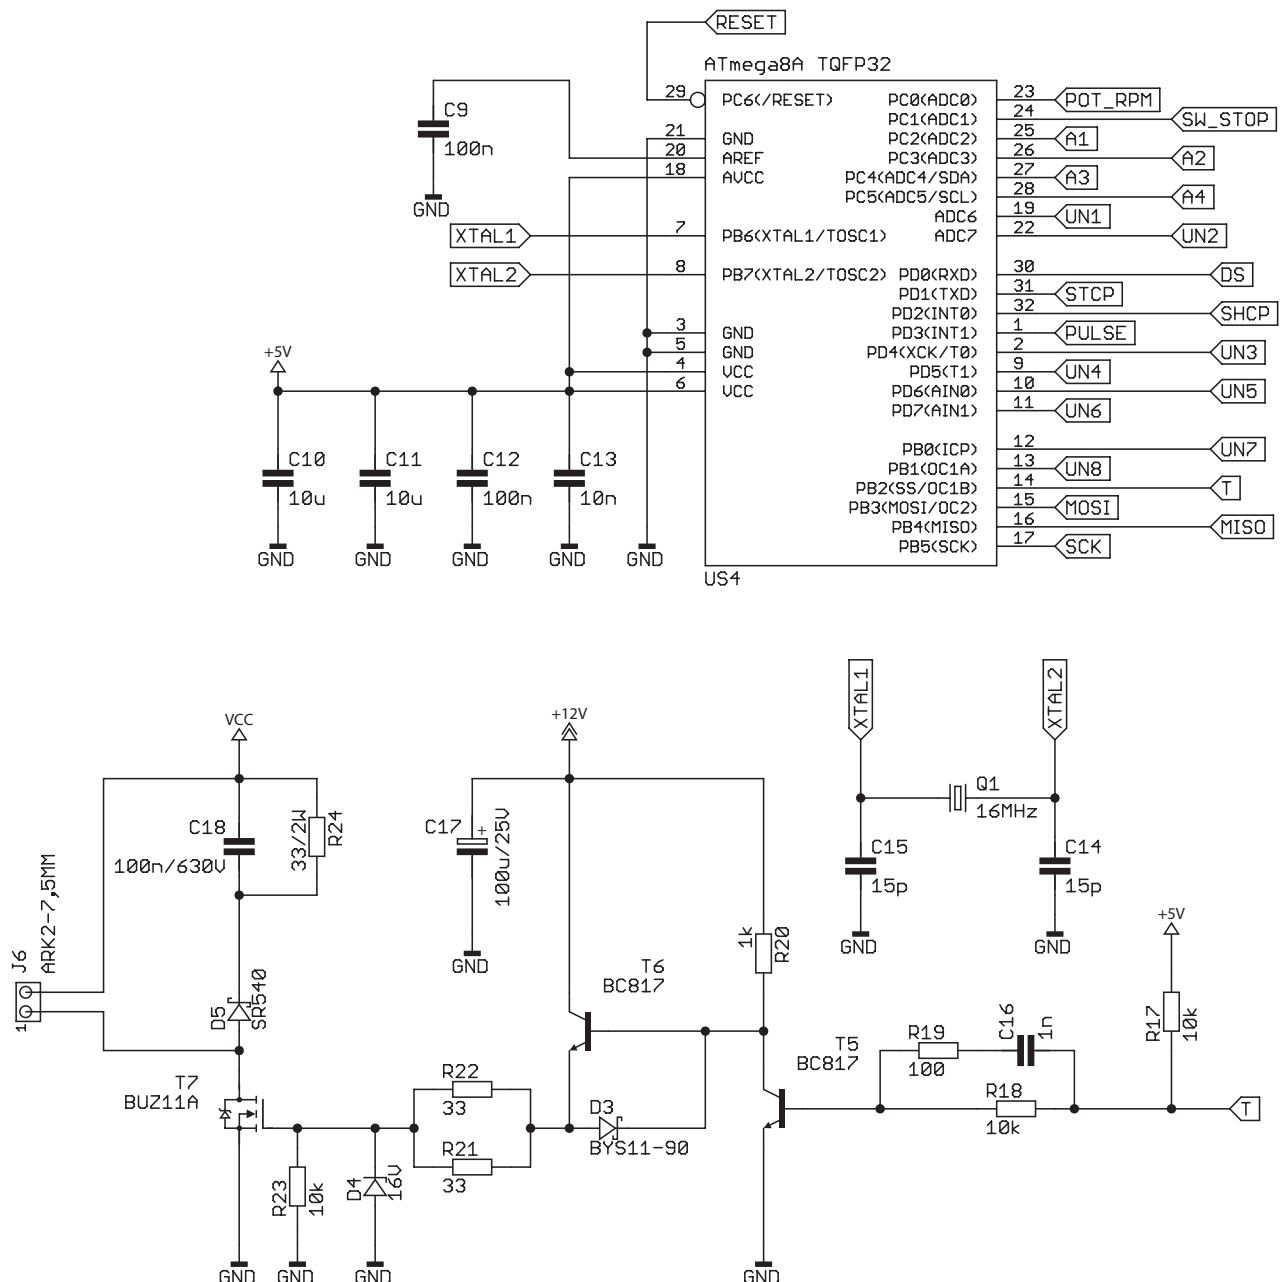 RESET
ATmega8A TQFP32
29 PC6(/RESET) PC0(ADC0) 23 POT_RPM
PC1(ADC1) 24 SW_STOP
C9
100n
GND
21 GND PC2(ADC2) 25 A1
20 AREF PC3(ADC3) 26 A2
18 AVCC PC4(ADC4/SDA) 27 A3
PC5(ADC5/SCL) 28 A4
ADC6 19 UN1
XTAL1 7 PB6(XTAL1/TOSC1) ADC7 22 UN2
XTAL2 8 PB7(XTAL2/TOSC2) PD0(RXD) 30 DS
PD1(TXD) 31 STCP
PD2(INT0) 32 SHCP
3 GND PD3(INT1) 1 PULSE
5 GND PD4(XCK/T0) 2 UN3
+5V
4 VCC PD5(T1) 9 UN4
6 VCC PD6(AIN0) 10 UN5
PD7(AIN1) 11 UN6
PB0(ICP) 12 UN7
C10 C11 C12 C13
PB1(OC1A) 13 UN8
PB2(SS/OC1B) 14 T
10u 10u 100n 10n
PB3(MOSI/OC2) 15 MOSI
PB4(MISO) 16 MISO
PB5(SCK) 17 SCK
GND GND GND GND GND
US4
XTAL1 XTAL2
VCC
+12V
Q1
16MHz
C18
100n/630V
33/2W
R24
C17
+
100u/25V
GND
C15
15p
GND
C14
15p
GND
+5V
J6
ARK2-7,5MM
1
D5
SR540
T6
BC817
1k
R20
R17
10k
T5
BC817
R19
100
C16
1n
R18
10k
T
T7
BUZ11A
R22
33
R21
33
D3
BYS11-90
R23
10k
D4
16V
GND GND GND GND